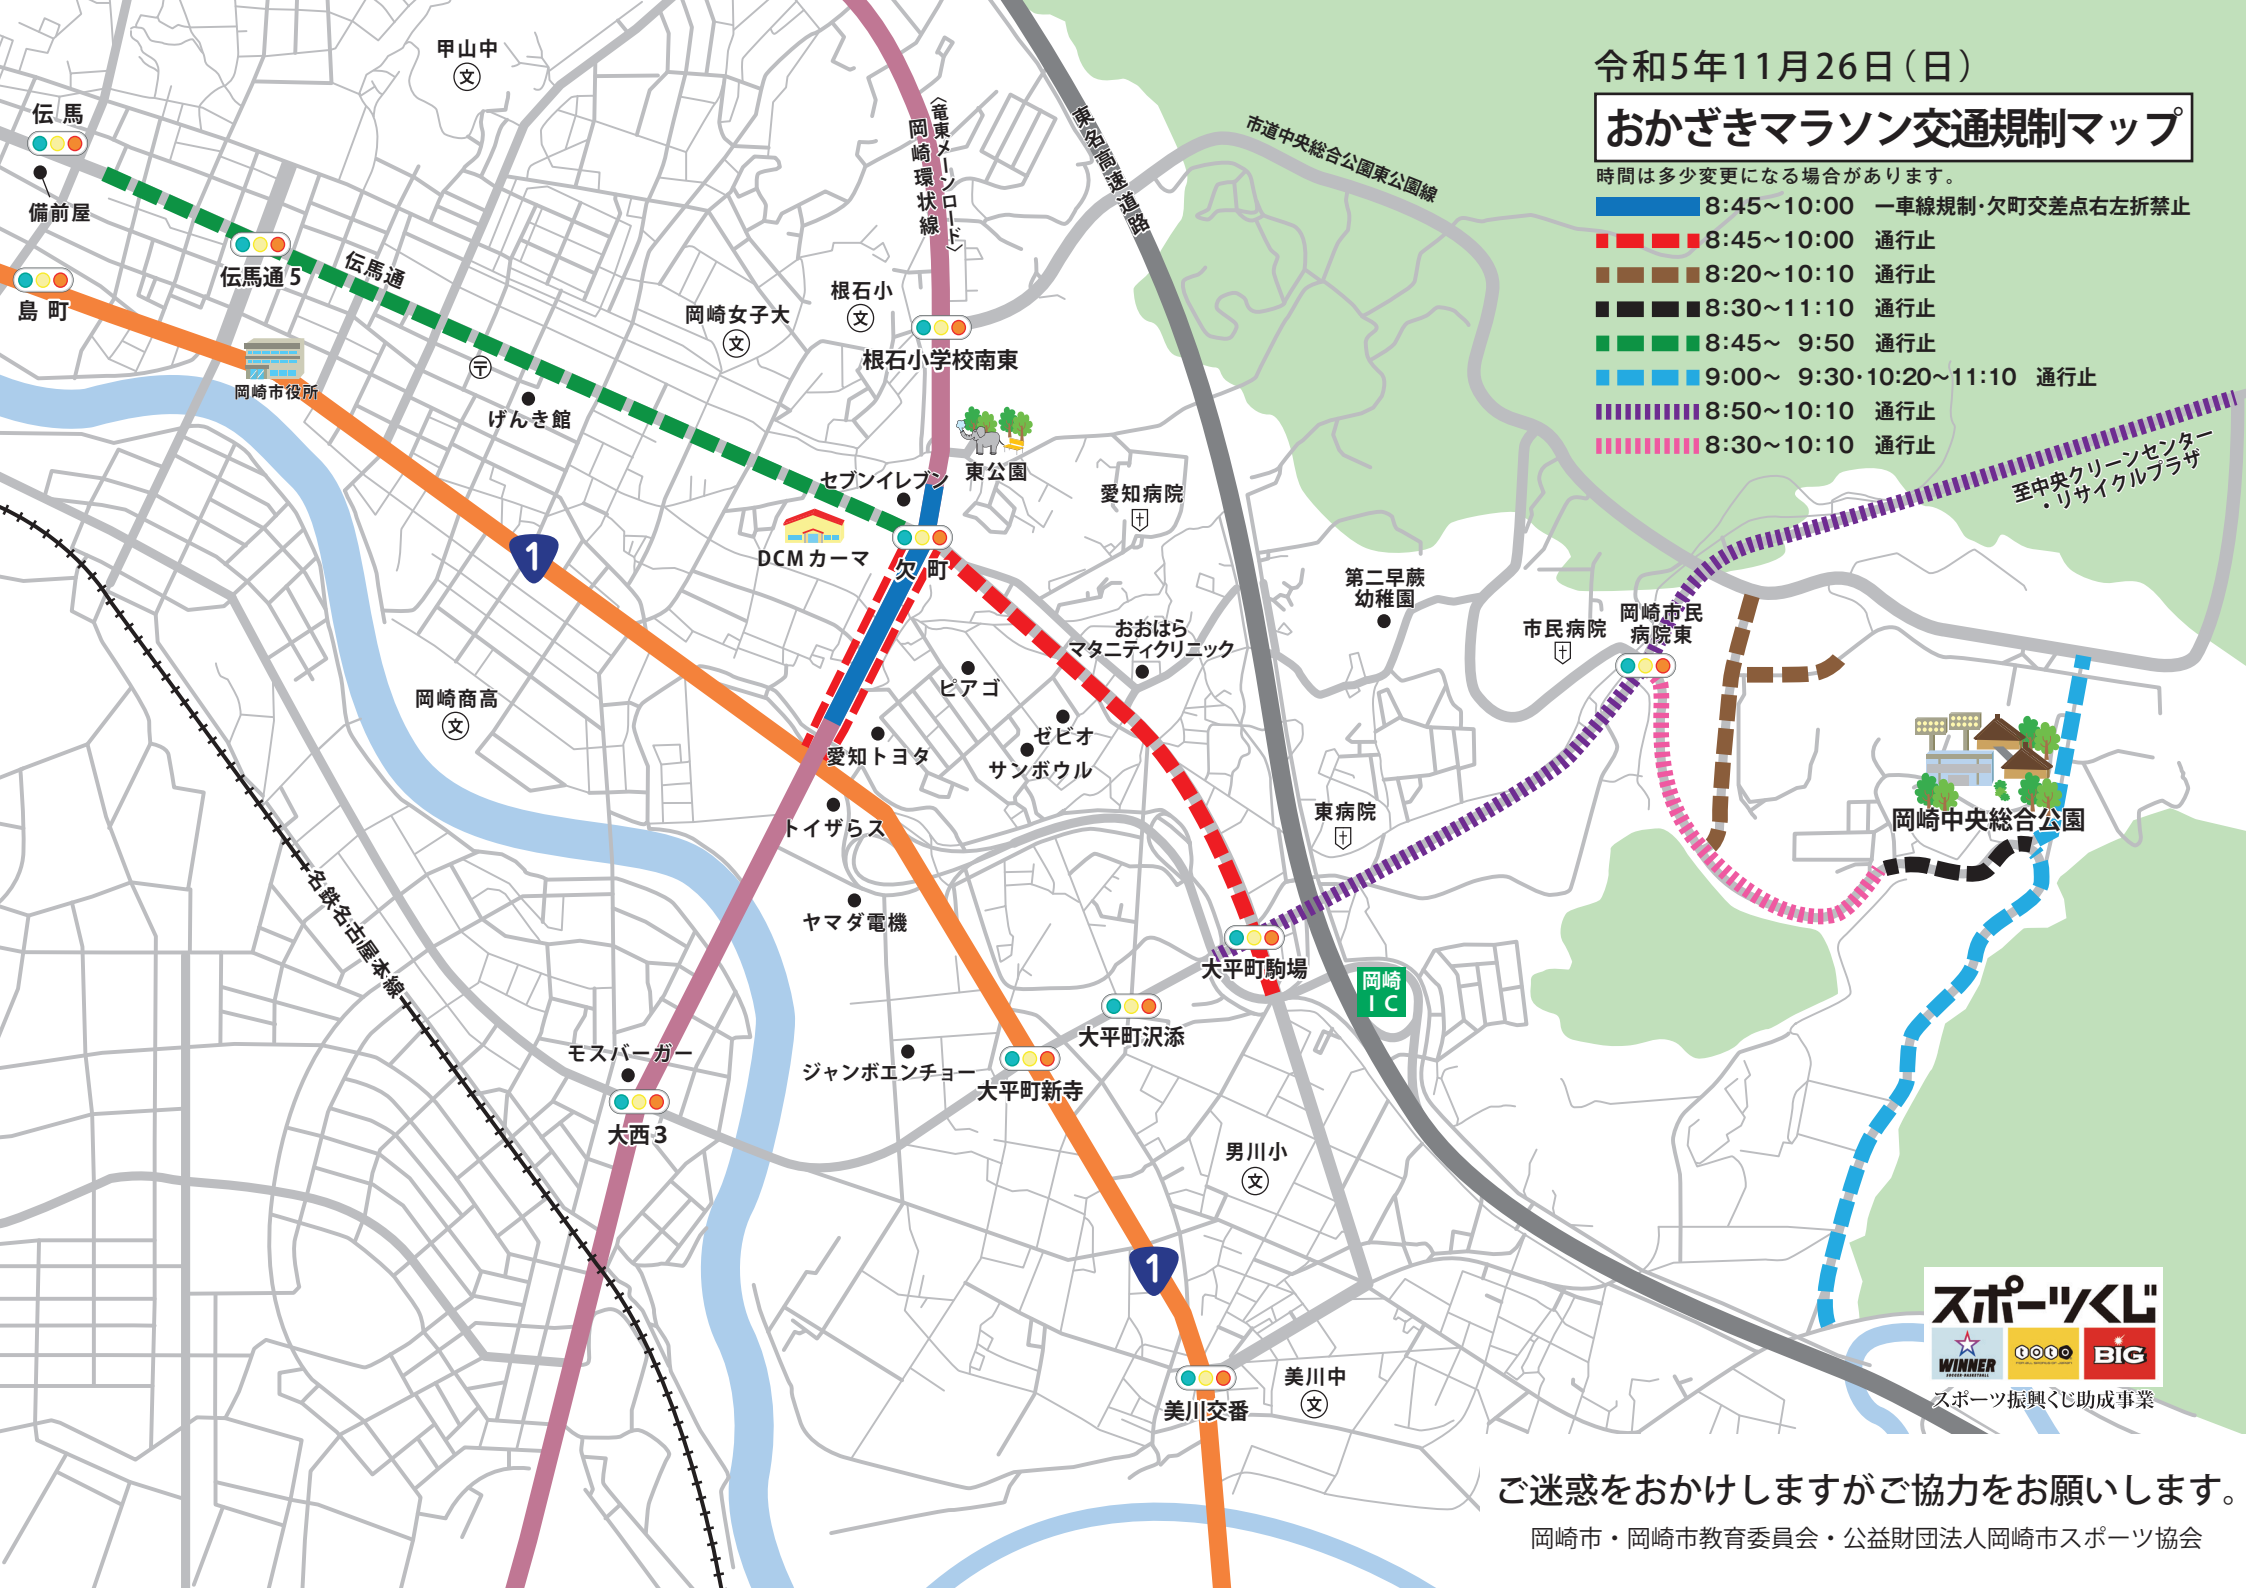 令和5年11月26日（日）
おかざきマラソン交通規制マップ
時間は多少変更になる場合があります。
8:45〜10:00 一車線規制・欠町交差点右左折禁止
8:45〜10:00 通行止
8:20〜10:10 通行止
8:30〜11:10 通行止
8:45〜 9:50 通行止
9:00〜 9:30・10:20〜11:10 通行止
8:50〜10:10 通行止
8:30〜10:10 通行止
甲山中
文
伝馬
備前屋
伝馬通5
伝馬通
島町
岡崎市役所
〒
げんき館
岡崎女子大
文
根石小
文
根石小学校南東
〈竜東メーンロード〉
岡崎環状線
東名高速道路
市道中央総合公園東公園線
至中央クリーンセンター
・リサイクルプラザ
東公園
セブンイレブン
愛知病院
DCMカーマ
欠町
1
第二早蕨
幼稚園
おおはら
マタニティクリニック
市民病院
岡崎市民
病院東
ピアゴ
岡崎商高
文
ゼビオ
サンボウル
愛知トヨタ
トイザらス
東病院
岡崎中央総合公園
ヤマダ電機
名鉄名古屋本線
大平町駒場
岡崎
IC
大平町沢添
モスバーガー
ジャンボエンチョー
大平町新寺
大西3
男川小
文
1
美川中
文
美川交番
スポーツくじ
WINNER
SOCCER・BASKETBALL
toto
BIG
スポーツ振興くじ助成事業
ご迷惑をおかけしますがご協力をお願いします。
岡崎市・岡崎市教育委員会・公益財団法人岡崎市スポーツ協会